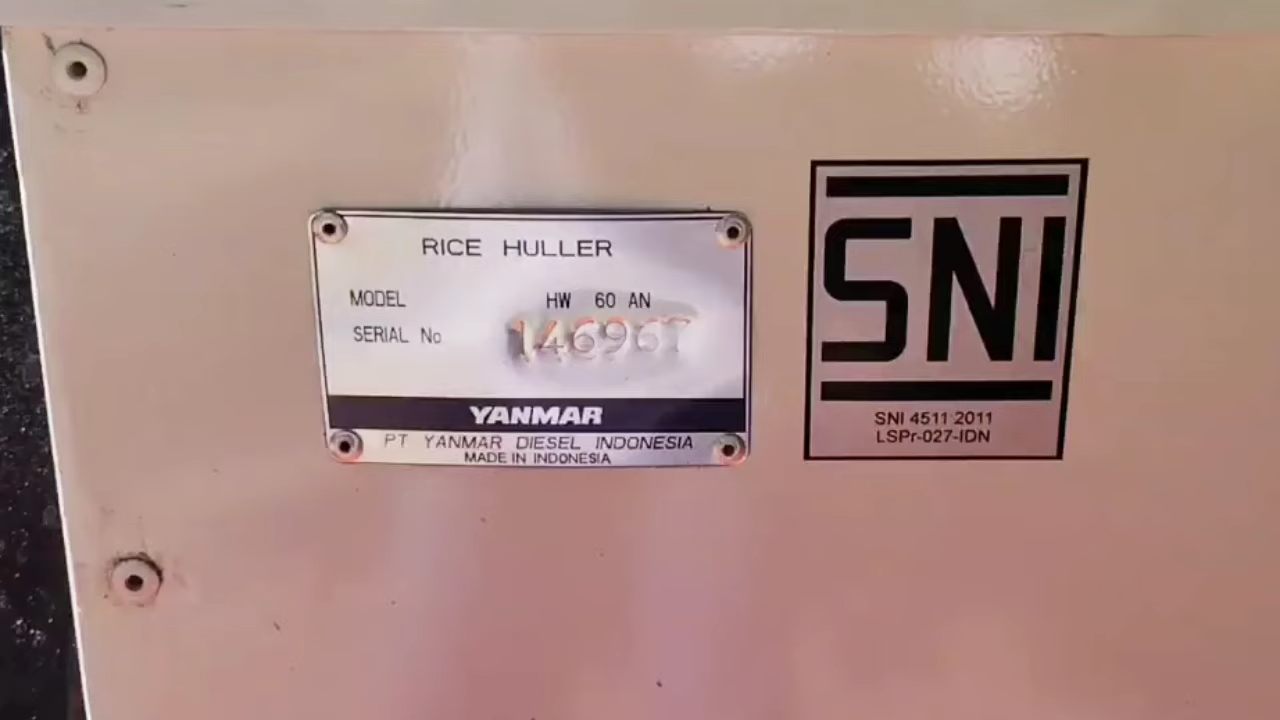 RICE HULLER
MODEL HW 60 AN
SERIAL No 146967
YANMAR
PT YANMAR DIESEL INDONESIA
MADE IN INDONESIA
SNI
SNI 4511:2011
LSPr-027-IDN